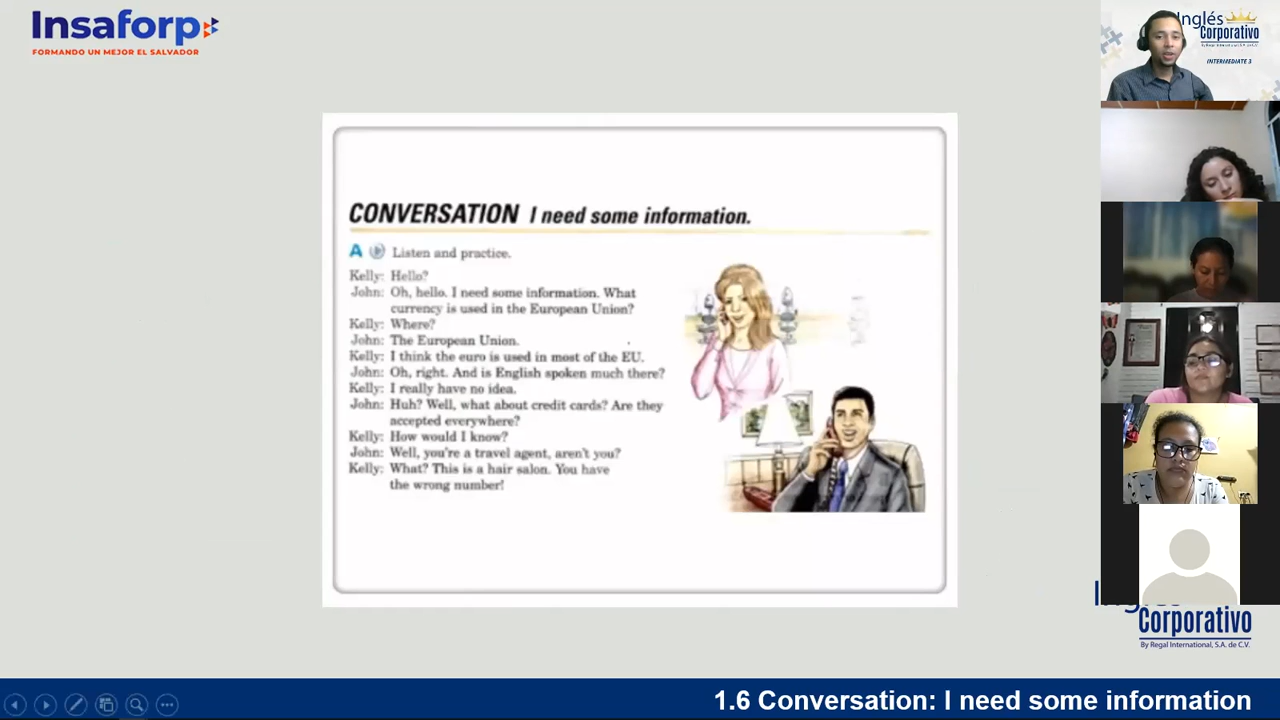 Insaforp
FORMANDO UN MEJOR EL SALVADOR
Inglés
Corporativo
By Regal International, S.A. de C.V.
INTERMEDIATE 3
CONVERSATION I need some information.
A Listen and practice.
Kelly: Hello?
John: Oh, hello. I need some information. What
currency is used in the European Union?
Kelly: Where?
John: The European Union.
Kelly: I think the euro is used in most of the EU.
John: Oh, right. And is English spoken much there?
Kelly: I really have no idea.
John: Huh? Well, what about credit cards? Are they
accepted everywhere?
Kelly: How would I know?
John: Well, you're a travel agent, aren't you?
Kelly: What? This is a hair salon. You have
the wrong number!
Corporativo
By Regal International, S.A. de C.V.
1.6 Conversation: I need some information